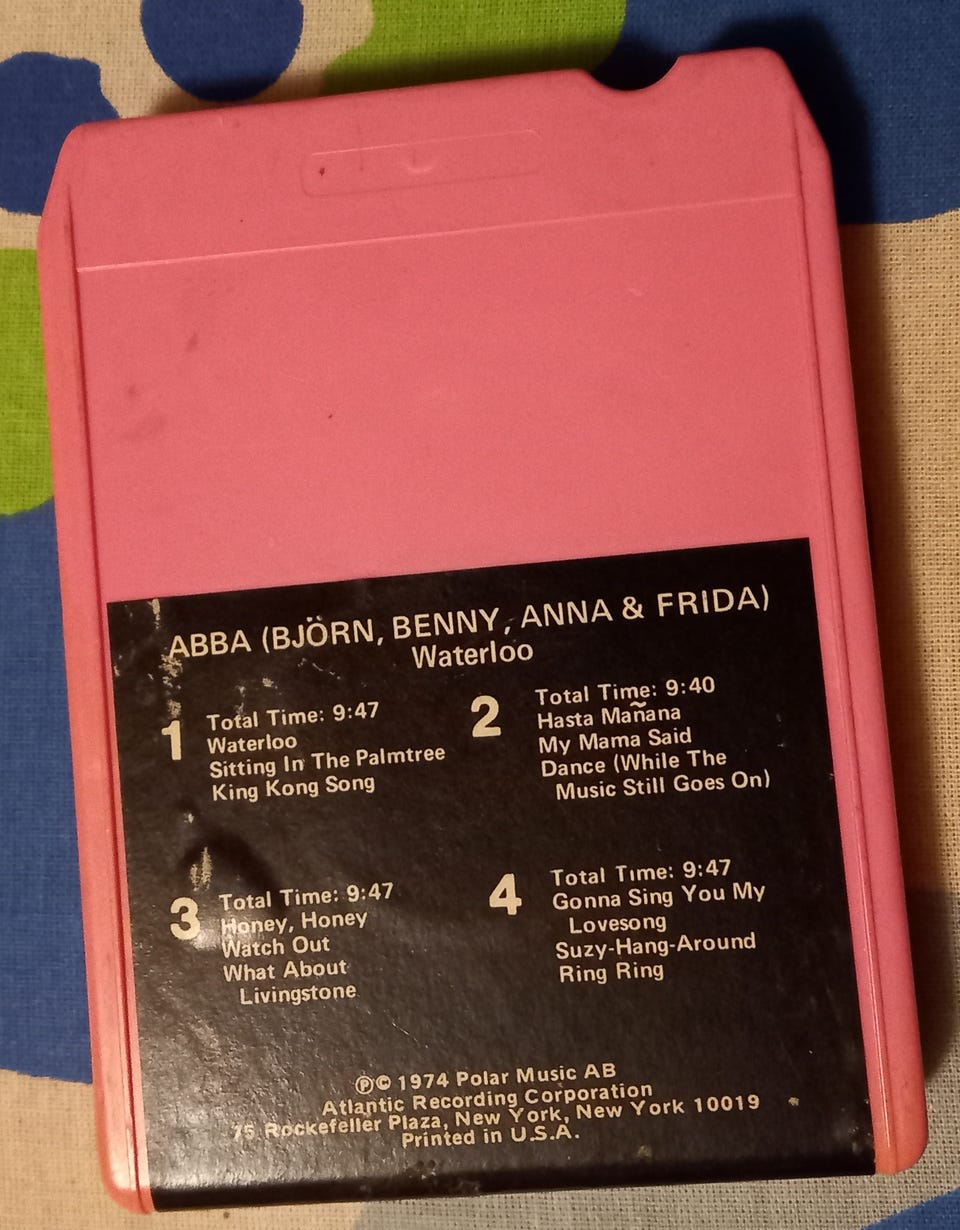 ABBA (BJÖRN, BENNY, ANNA & FRIDA)
Waterloo
1
Total Time: 9:47
Waterloo
Sitting In The Palmtree
King Kong Song
2
Total Time: 9:40
Hasta Mañana
My Mama Said
Dance (While The
Music Still Goes On)
3
Total Time: 9:47
Honey, Honey
Watch Out
What About
Livingstone
4
Total Time: 9:47
Gonna Sing You My
Lovesong
Suzy-Hang-Around
Ring Ring
℗© 1974 Polar Music AB
Atlantic Recording Corporation
75 Rockefeller Plaza, New York, New York 10019
Printed in U.S.A.